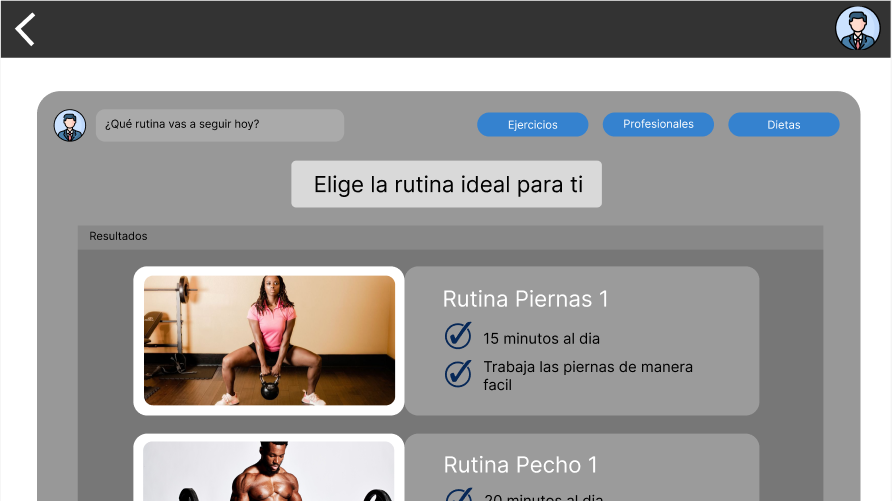 ¿Qué rutina vas a seguir hoy?
Ejercicios
Profesionales
Dietas
Elige la rutina ideal para ti
Resultados
Rutina Piernas 1
15 minutos al dia
Trabaja las piernas de manera
facil
Rutina Pecho 1
20 minutos al dia